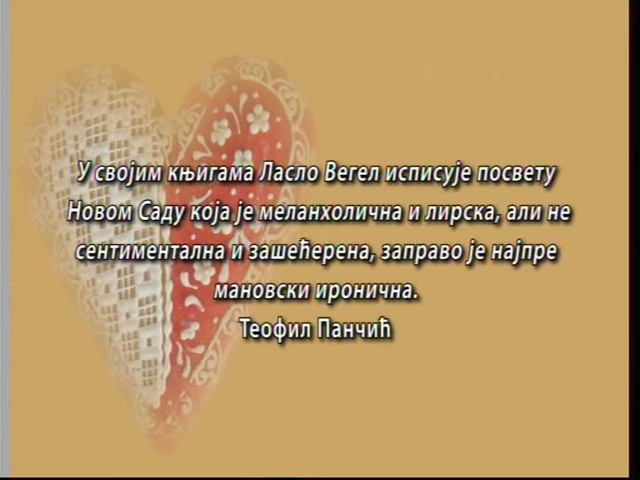 У својим књигама Ласло Вегел исписује посвету
Новом Саду која је меланхолична и лирска, али не
сентиментална и зашећерена, заправо је најпре
мановски иронична.
Теофил Панчић